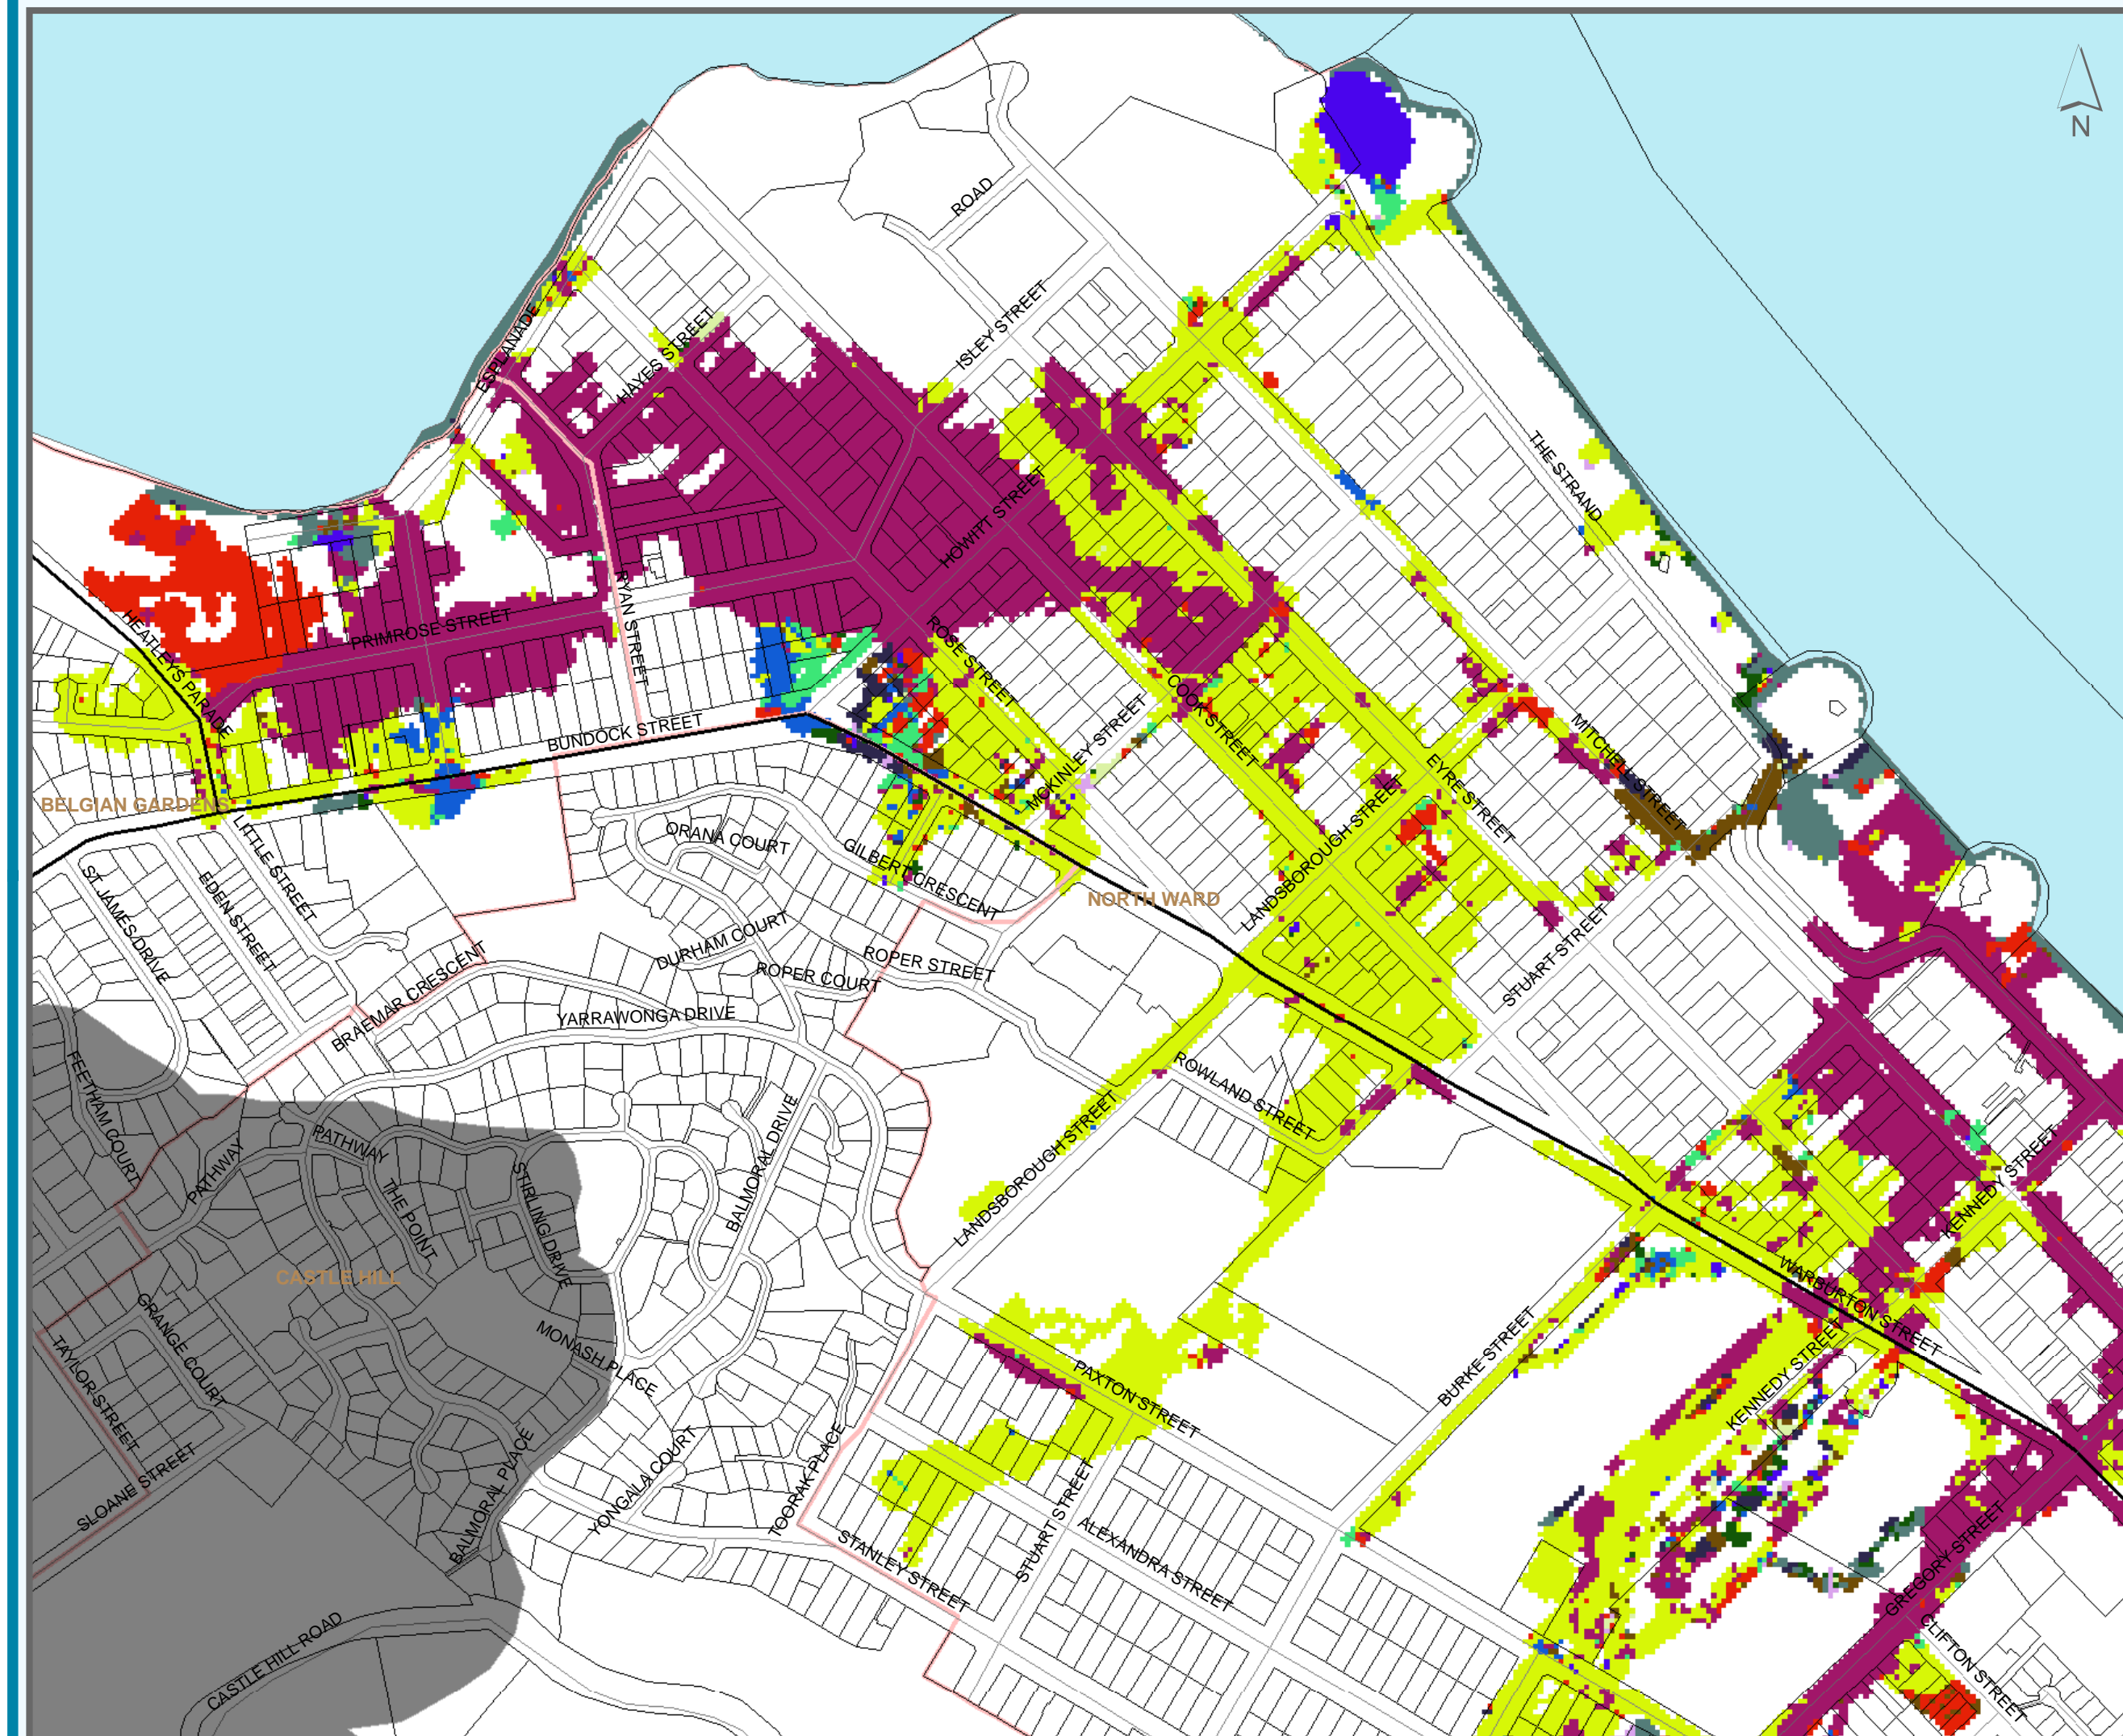 N
ROAD
ISLEY STREET
ESPLANADE
HAYES STREET
THE STRAND
HOWITT STREET
RYAN STREET
PRIMROSE STREET
HEATLEYS PARADE
ROSE STREET
COOK STREET
MCKINLEY STREET
MITCHELL STREET
BUNDOCK STREET
EYRE STREET
BELGIAN GARDENS
LITTLE STREET
ORANA COURT
GILBERT CRESCENT
LANDSBOROUGH STREET
NORTH WARD
ST JAMES DRIVE
EDEN STREET
DURHAM COURT
ROPER STREET
ROPER COURT
STUART STREET
BRAEMAR CRESCENT
YARRAWONGA DRIVE
FEETHAM COURT
ROWLAND STREET
LANDSBOROUGH STREET
PATHWAY
PATHWAY
THE POINT
STIRLING DRIVE
BALMORAL DRIVE
KENNEDY STREET
CASTLE HILL
WARBURTON STREET
GRANGE COURT
TAYLOR STREET
MONASH PLACE
PAXTON STREET
BURKE STREET
KENNEDY STREET
SLOANE STREET
BALMORAL PLACE
YONGALA COURT
TOORAK PLACE
STUART STREET
STANLEY STREET
ALEXANDRA STREET
GREGORY STREET
CLIFTON STREET
CASTLE HILL ROAD